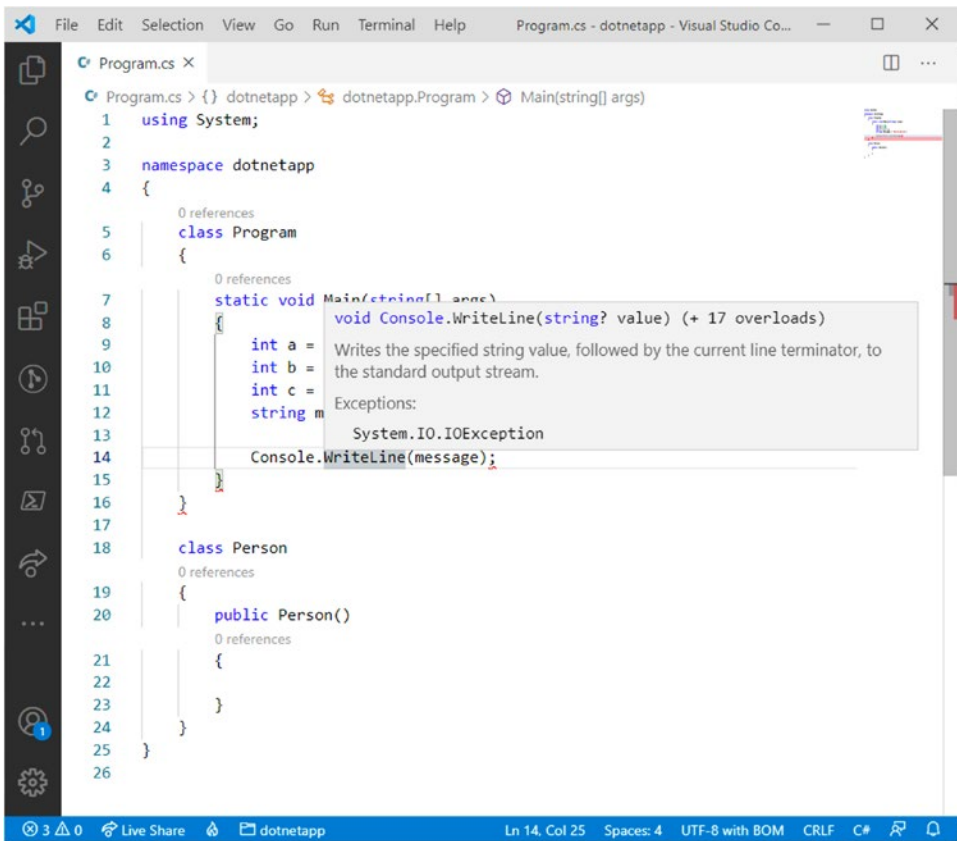 File Edit Selection View Go Run Terminal Help Program.cs - dotnetapp - Visual Studio Co...
Program.cs
Program.cs > {} dotnetapp > dotnetapp.Program > Main(string[] args)
1 using System;
2
3 namespace dotnetapp
4 {
0 references
5 class Program
6 {
0 references
7 static void Main(string[] args)
8 {
9 int a =
10 int b =
11 int c =
12 string m
13
void Console.WriteLine(string? value) (+ 17 overloads)
Writes the specified string value, followed by the current line terminator, to
the standard output stream.
Exceptions:
System.IO.IOException
14 Console.WriteLine(message);
15 }
16 }
17
18 class Person
0 references
19 {
20 public Person()
0 references
21 {
22
23 }
24 }
25 }
26
1
3 0 Live Share dotnetapp Ln 14, Col 25 Spaces: 4 UTF-8 with BOM CRLF C#